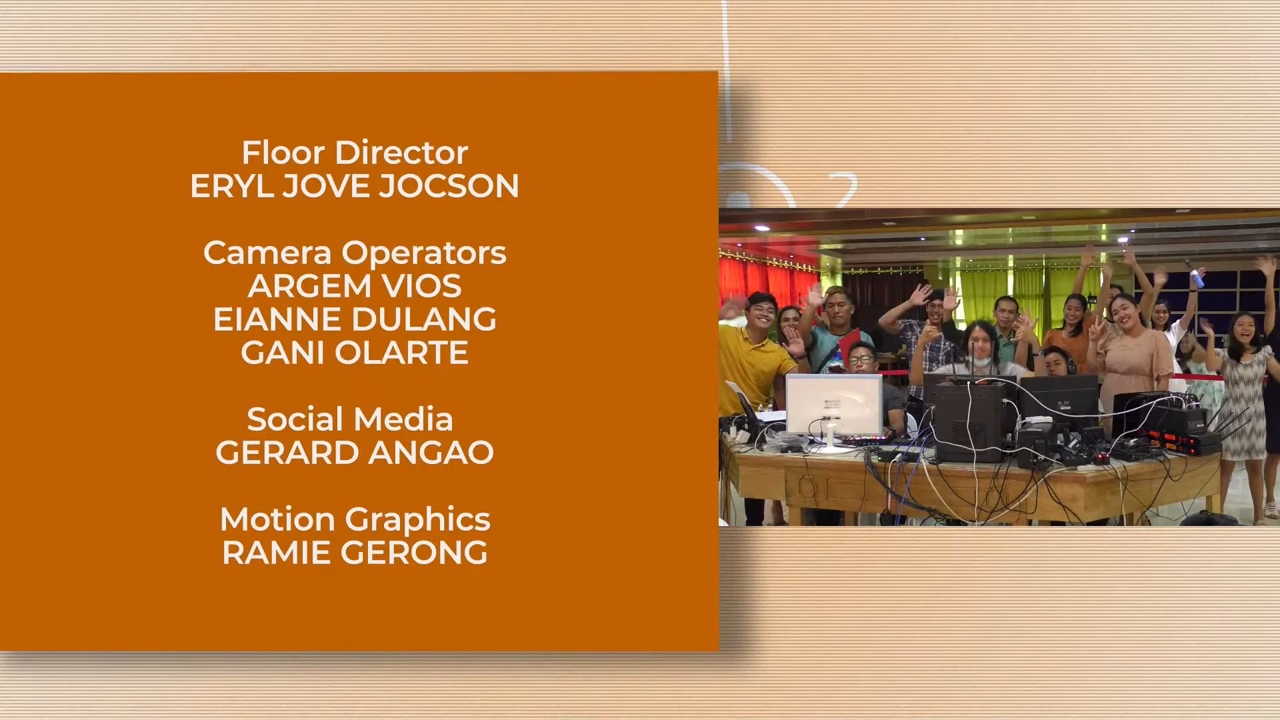 Floor Director
ERYL JOVE JOCSON
Camera Operators
ARGEM VIOS
EIANNE DULANG
GANI OLARTE
Social Media
GERARD ANGAO
Motion Graphics
RAMIE GERONG
2